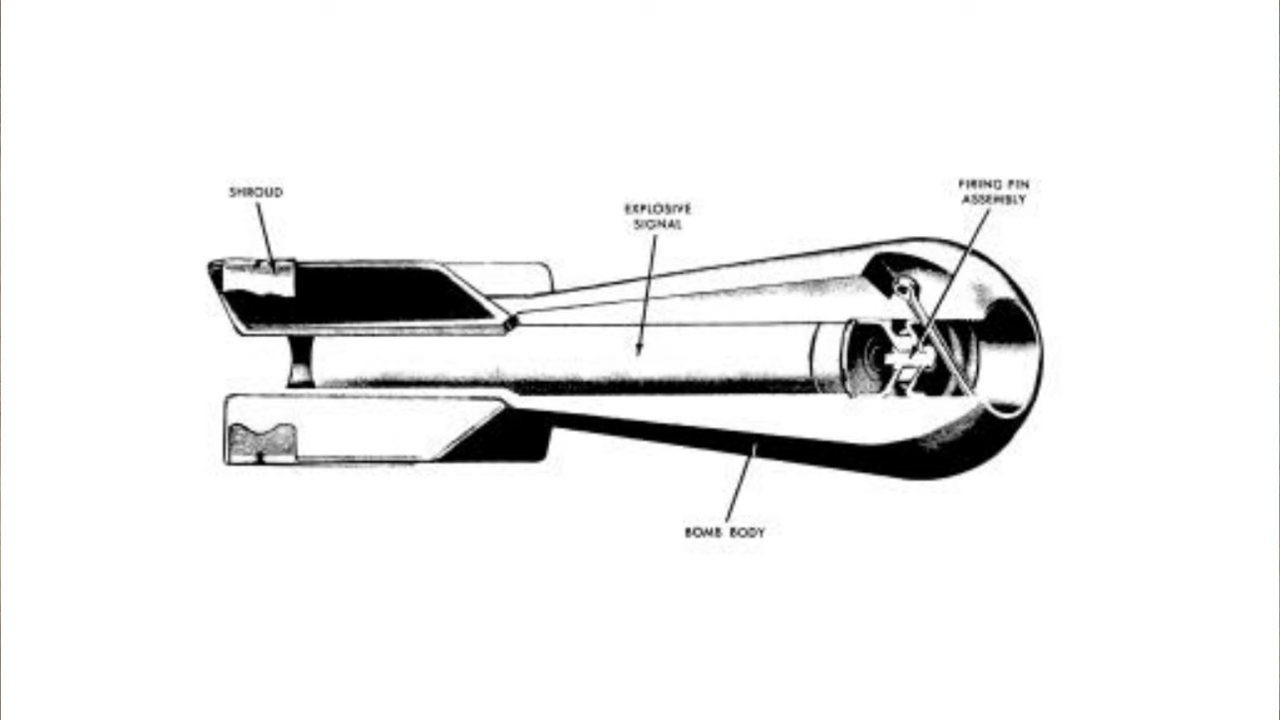 SHROUD
EXPLOSIVE
SIGNAL
FIRING PIN
ASSEMBLY
BOMB BODY